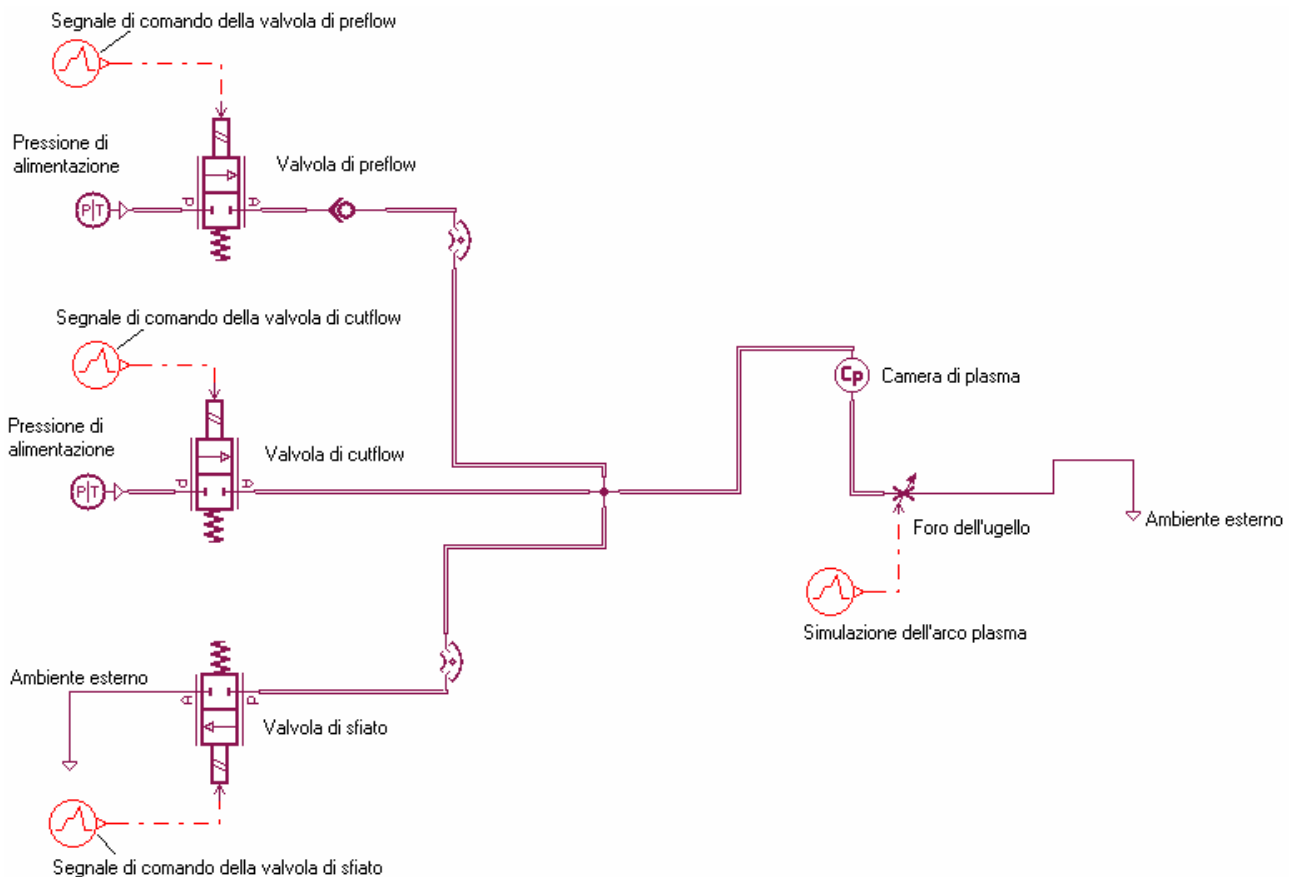 Segnale di comando della valvola di preflow
Pressione di
alimentazione
Valvola di preflow
P|T
P
A
Segnale di comando della valvola di cutflow
Pressione di
alimentazione
Valvola di cutflow
P|T
P
A
Cp
Camera di plasma
Foro dell'ugello
Ambiente esterno
Simulazione dell'arco plasma
Ambiente esterno
A
P
Valvola di sfiato
Segnale di comando della valvola di sfiato